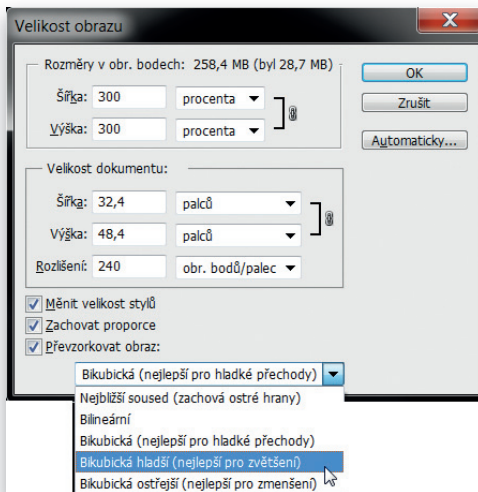 Velikost obrazu
Rozměry v obr. bodech: 258,4 MB (byl 28,7 MB)
Šířka: 300 procenta
Výška: 300 procenta
OK
Zrušit
Automaticky...
Velikost dokumentu:
Šířka: 32,4 palců
Výška: 48,4 palců
Rozlišení: 240 obr. bodů/palec
Měnit velikost stylů
Zachovat proporce
Převzorkovat obraz:
Bikubická (nejlepší pro hladké přechody)
Nejbližší soused (zachová ostré hrany)
Bilineární
Bikubická (nejlepší pro hladké přechody)
Bikubická hladší (nejlepší pro zvětšení)
Bikubická ostřejší (nejlepší pro zmenšení)